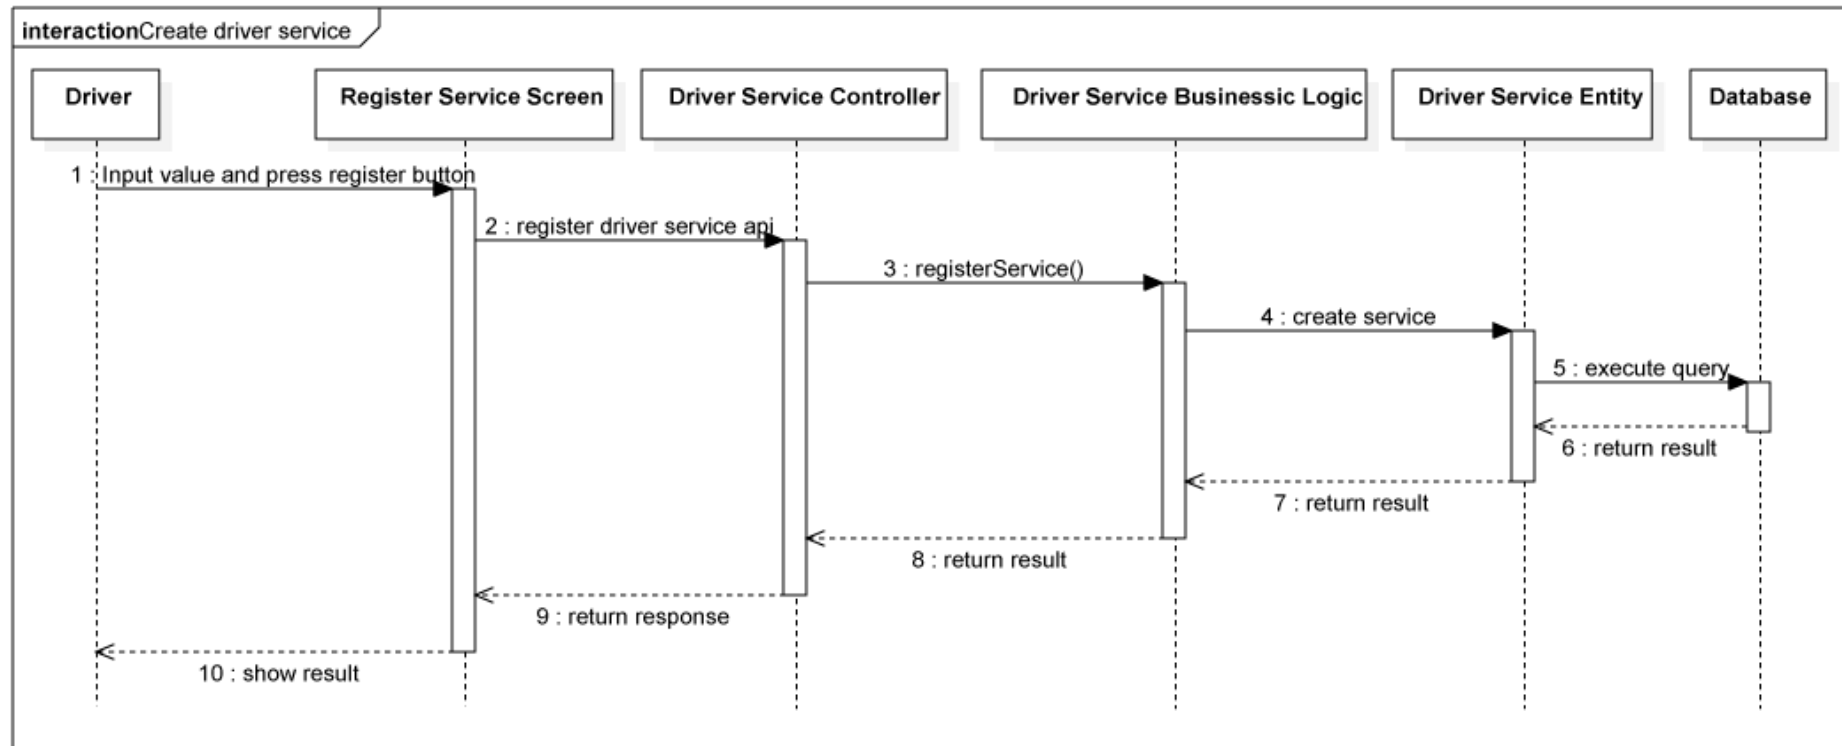 interactionCreate driver service
Driver
Register Service Screen
Driver Service Controller
Driver Service Businessic Logic
Driver Service Entity
Database
1 : Input value and press register button
2 : register driver service api
3 : registerService()
4 : create service
5 : execute query
6 : return result
7 : return result
8 : return result
9 : return response
10 : show result